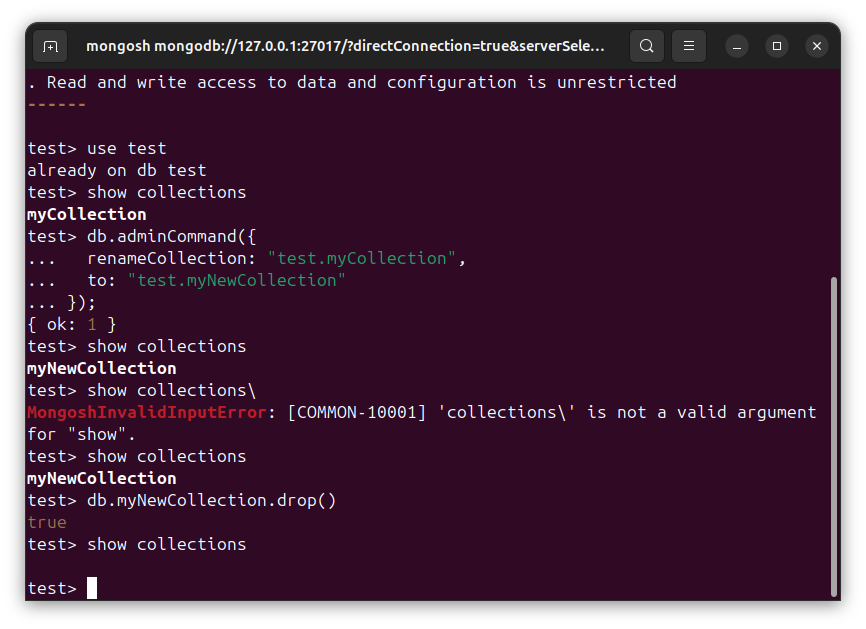 mongosh mongodb://127.0.0.1:27017/?directConnection=true&serverSele...
. Read and write access to data and configuration is unrestricted
------
test> use test
already on db test
test> show collections
myCollection
test> db.adminCommand({
...   renameCollection: "test.myCollection",
...   to: "test.myNewCollection"
... });
{ ok: 1 }
test> show collections
myNewCollection
test> show collections\
MongoshInvalidInputError: [COMMON-10001] 'collections\' is not a valid argument
for "show".
test> show collections
myNewCollection
test> db.myNewCollection.drop()
true
test> show collections
test>